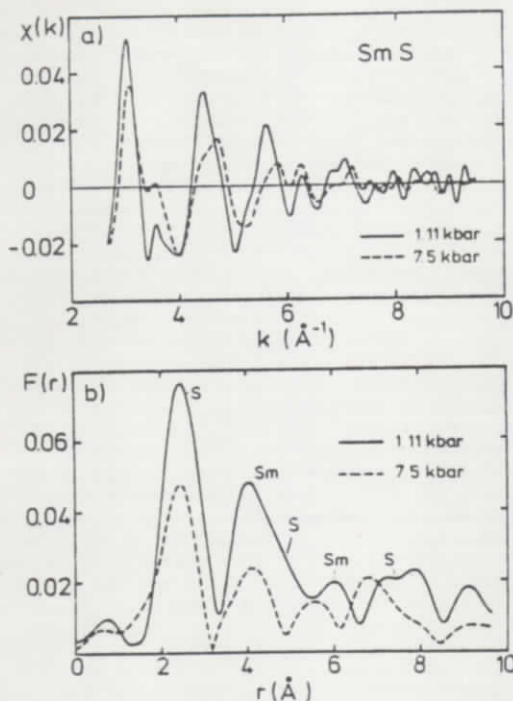 χ(k)
a)
Sm S
0.04
0.02
0
-0.02
1.11 kbar
7.5 kbar
2
4
6
8
10
k (Å⁻¹)
F(r)
b)
S
Sm
S
Sm
S
1.11 kbar
7.5 kbar
0.06
0.04
0.02
0
2
4
6
8
10
r(Å)